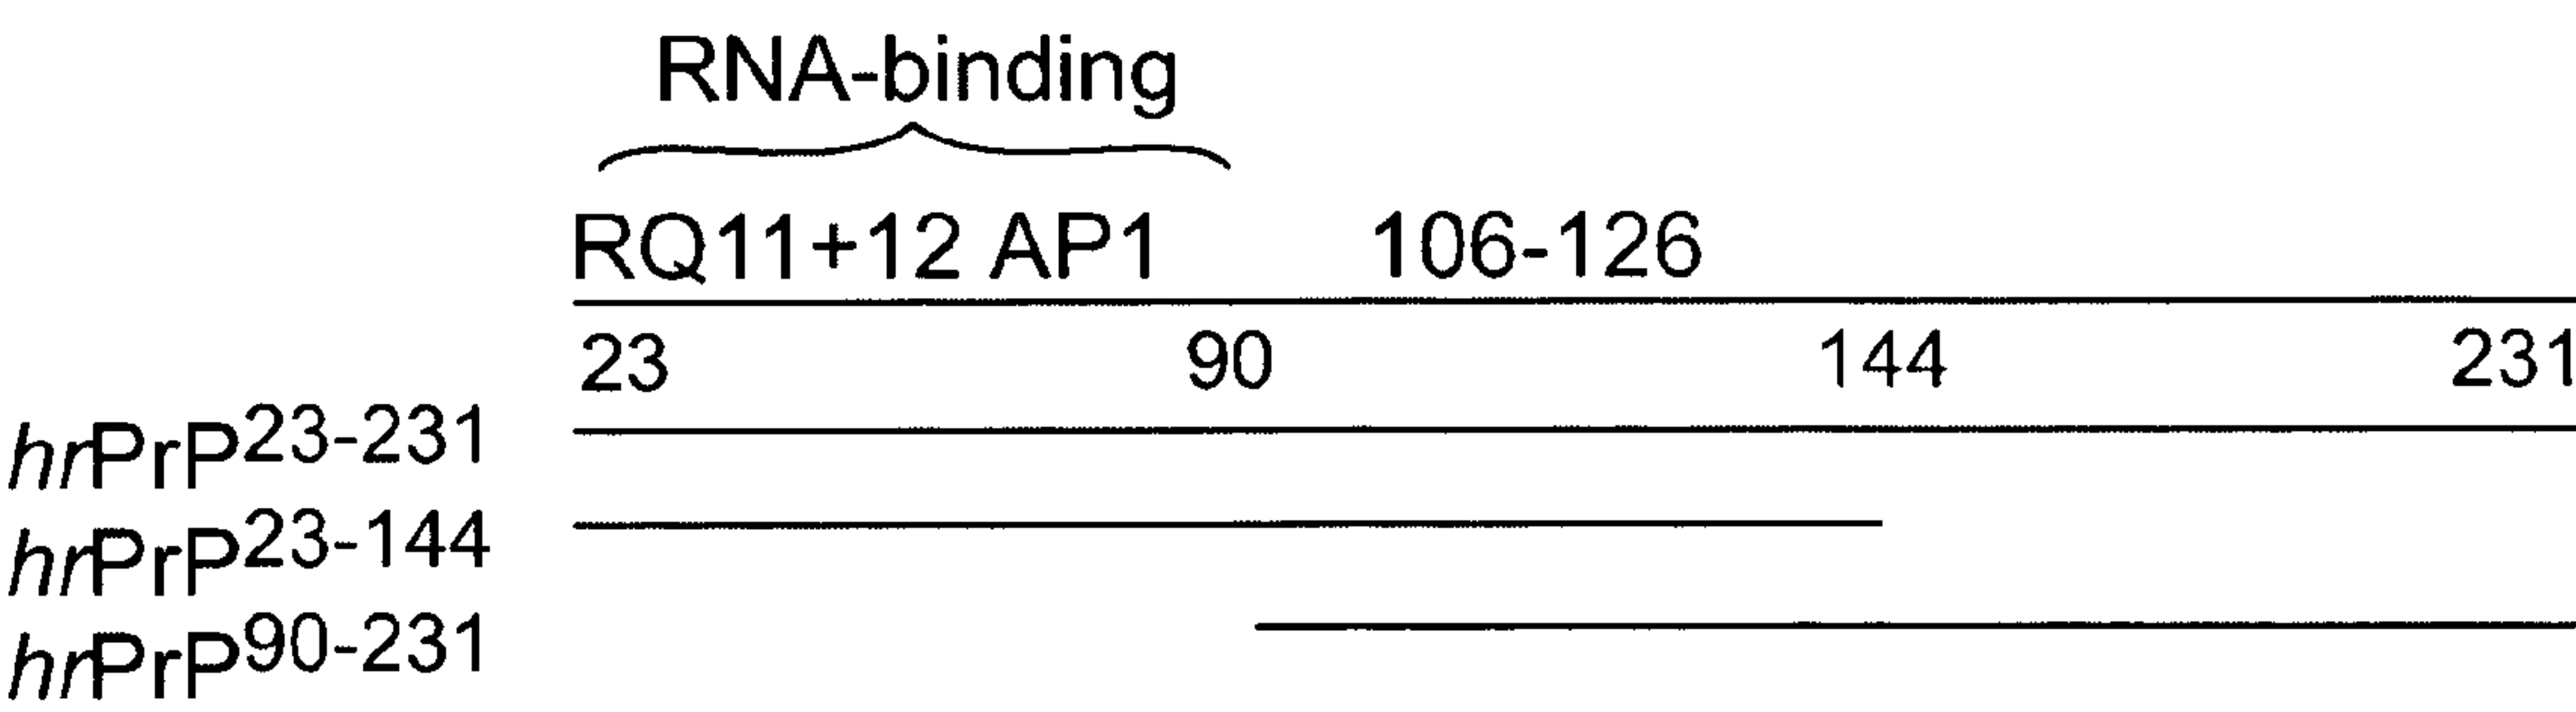 RNA-binding
RQ11+12 AP1 106-126
23 90 144 231
hrPrP23-231
hrPrP23-144
hrPrP90-231